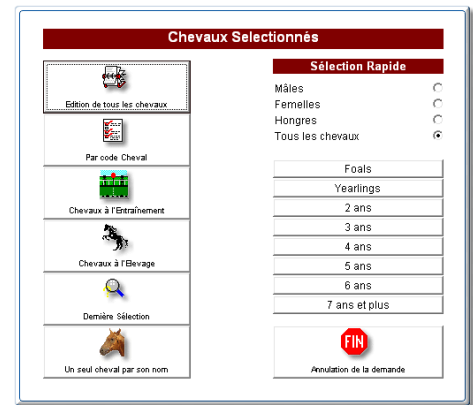 Chevaux Selectionnés
Edition de tous les chevaux
Par code Cheval
Chevaux à l'Entraînement
Chevaux à l'Elevage
Dernière Sélection
Un seul cheval par son nom
Sélection Rapide
Mâles
Femelles
Hongres
Tous les chevaux
Foals
Yearlings
2 ans
3 ans
4 ans
5 ans
6 ans
7 ans et plus
FIN
Annulation de la demande